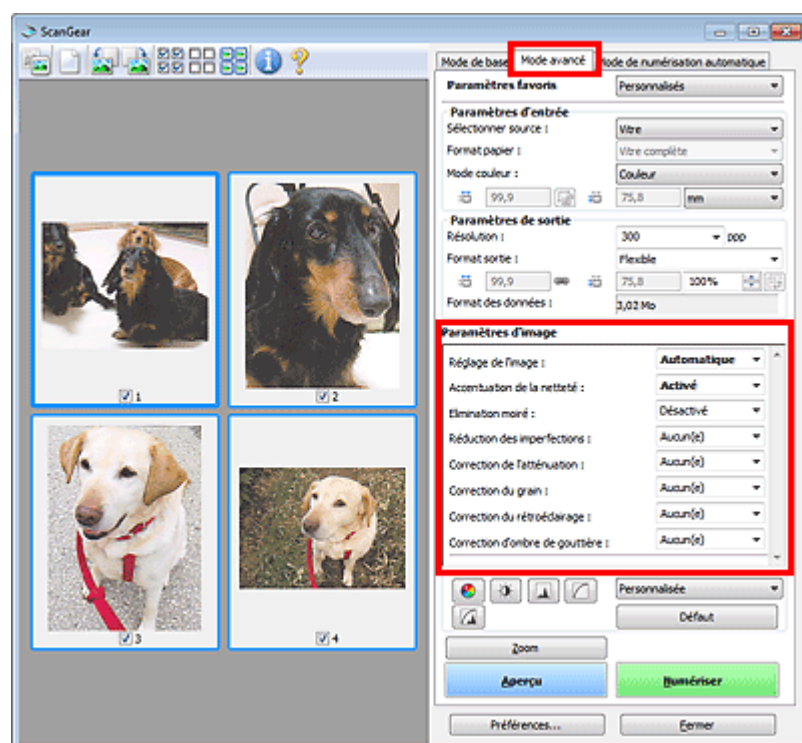 ScanGear
Mode de base Mode avancé Mode de numérisation automatique
Paramètres favoris Personnalisés
Paramètres d'entrée
Sélectionner source : Vitre
Format papier : Vitre complète
Mode couleur : Couleur
99,9 75,8 mm
Paramètres de sortie
Résolution : 300 ppp
Format sortie : Flexible
99,9 75,8 100%
Format des données : 3,02 Mo
Paramètres d'image
Réglage de l'image : Automatique
Accentuation de la netteté : Activé
Elimination moiré : Désactivé
Réduction des imperfections : Aucun(e)
Correction de l'atténuation : Aucun(e)
Correction du grain : Aucun(e)
Correction du rétroéclairage : Aucun(e)
Correction d'ombre de gouttière : Aucun(e)
Personnalisée
Défaut
Zoom
Aperçu Numériser
Préférences... Fermer
1
2
3
4